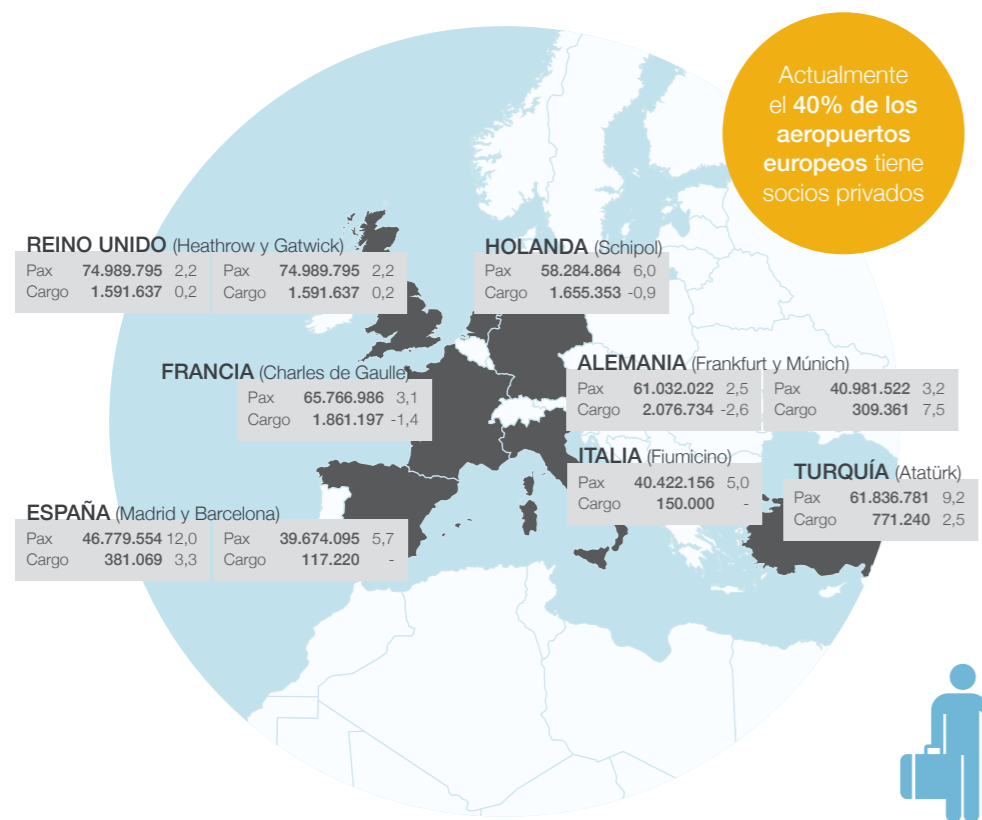 Actualmente
el 40% de los
aeropuertos
europeos tiene
socios privados
REINO UNIDO (Heathrow y Gatwick)
Pax 74.989.795 2,2 Pax 74.989.795 2,2
Cargo 1.591.637 0,2 Cargo 1.591.637 0,2
HOLANDA (Schipol)
Pax 58.284.864 6,0
Cargo 1.655.353 -0,9
FRANCIA (Charles de Gaulle)
Pax 65.766.986 3,1
Cargo 1.861.197 -1,4
ALEMANIA (Frankfurt y Múnich)
Pax 61.032.022 2,5 Pax 40.981.522 3,2
Cargo 2.076.734 -2,6 Cargo 309.361 7,5
ITALIA (Fiumicino)
Pax 40.422.156 5,0
Cargo 150.000 -
TURQUÍA (Atatürk)
Pax 61.836.781 9,2
Cargo 771.240 2,5
ESPAÑA (Madrid y Barcelona)
Pax 46.779.554 12,0 Pax 39.674.095 5,7
Cargo 381.069 3,3 Cargo 117.220 -